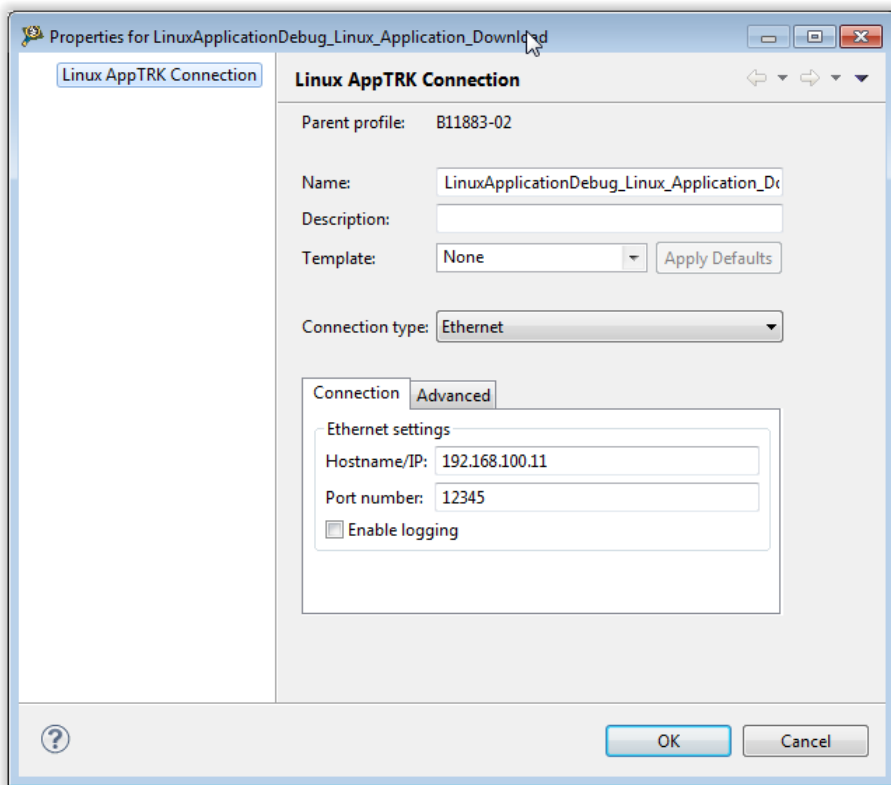 Properties for LinuxApplicationDebug_Linux_Application_Download
Linux AppTRK Connection
Linux AppTRK Connection
Parent profile: B11883-02
Name: LinuxApplicationDebug_Linux_Application_Do
Description:
Template: None Apply Defaults
Connection type: Ethernet
Connection Advanced
Ethernet settings
Hostname/IP: 192.168.100.11
Port number: 12345
Enable logging
? OK Cancel